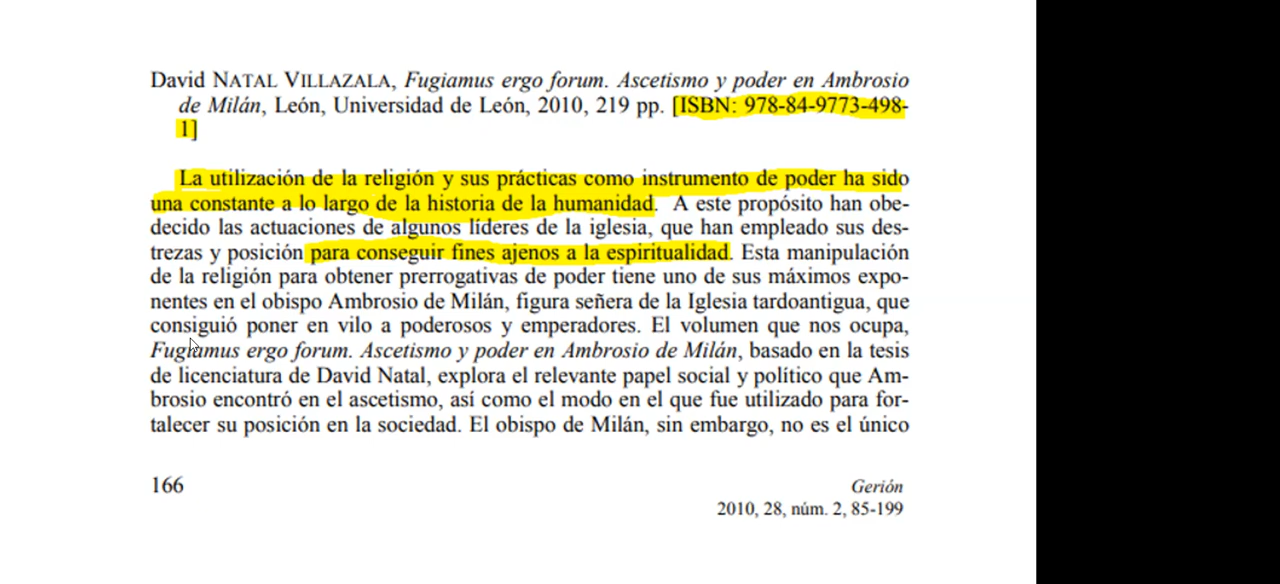 David NATAL VILLAZALA, Fugiamus ergo forum. Ascetismo y poder en Ambrosio
de Milán, León, Universidad de León, 2010, 219 pp. [ISBN: 978-84-9773-498-
1]
La utilización de la religión y sus prácticas como instrumento de poder ha sido
una constante a lo largo de la historia de la humanidad. A este propósito han obe-
decido las actuaciones de algunos líderes de la iglesia, que han empleado sus des-
trezas y posición para conseguir fines ajenos a la espiritualidad. Esta manipulación
de la religión para obtener prerrogativas de poder tiene uno de sus máximos expo-
nentes en el obispo Ambrosio de Milán, figura señera de la Iglesia tardoantigua, que
consiguió poner en vilo a poderosos y emperadores. El volumen que nos ocupa,
Fugiamus ergo forum. Ascetismo y poder en Ambrosio de Milán, basado en la tesis
de licenciatura de David Natal, explora el relevante papel social y político que Am-
brosio encontró en el ascetismo, así como el modo en el que fue utilizado para for-
talecer su posición en la sociedad. El obispo de Milán, sin embargo, no es el único
166
Gerión
2010, 28, núm. 2, 85-199